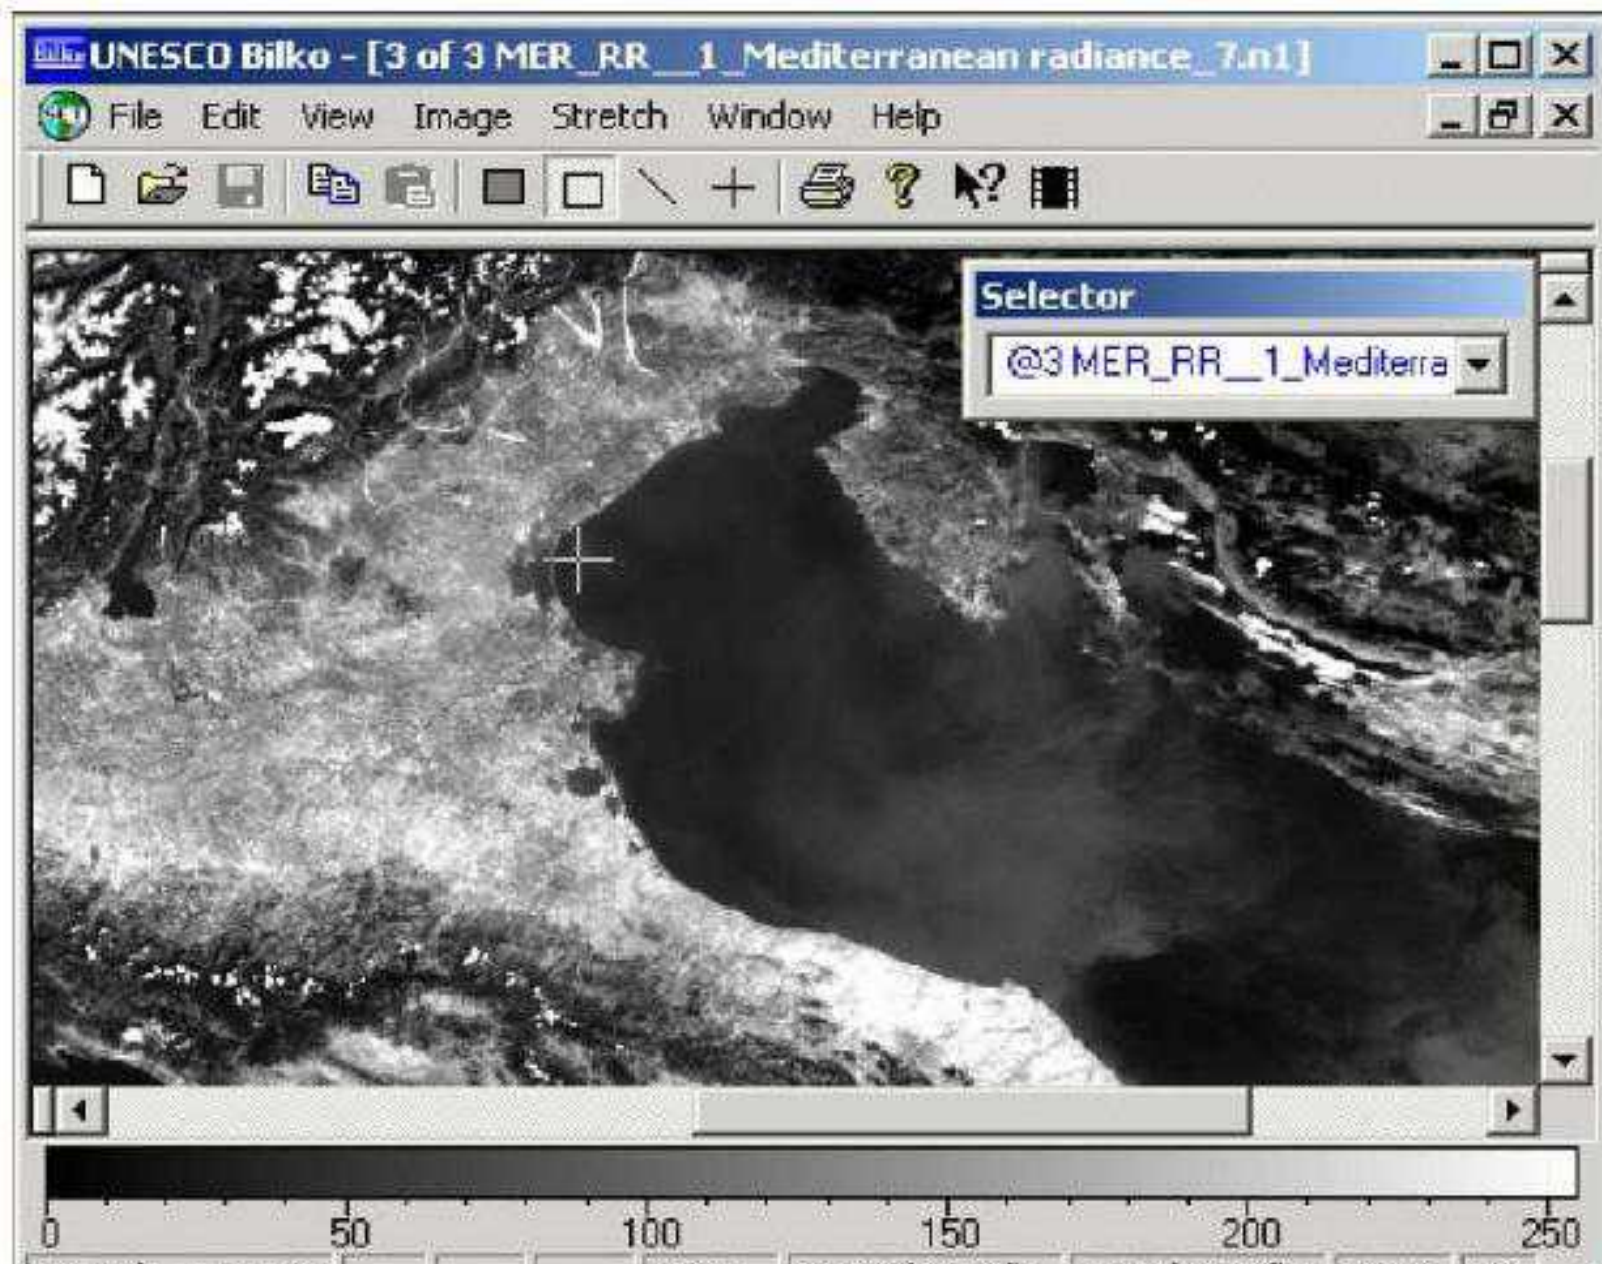 Bilko UNESCO Bilko - [3 of 3 MER_RR__1_Mediterranean radiance_7.n1]
File Edit View Image Stretch Window Help
Selector
@3 MER_RR__1_Mediterra
0 50 100 150 200 250